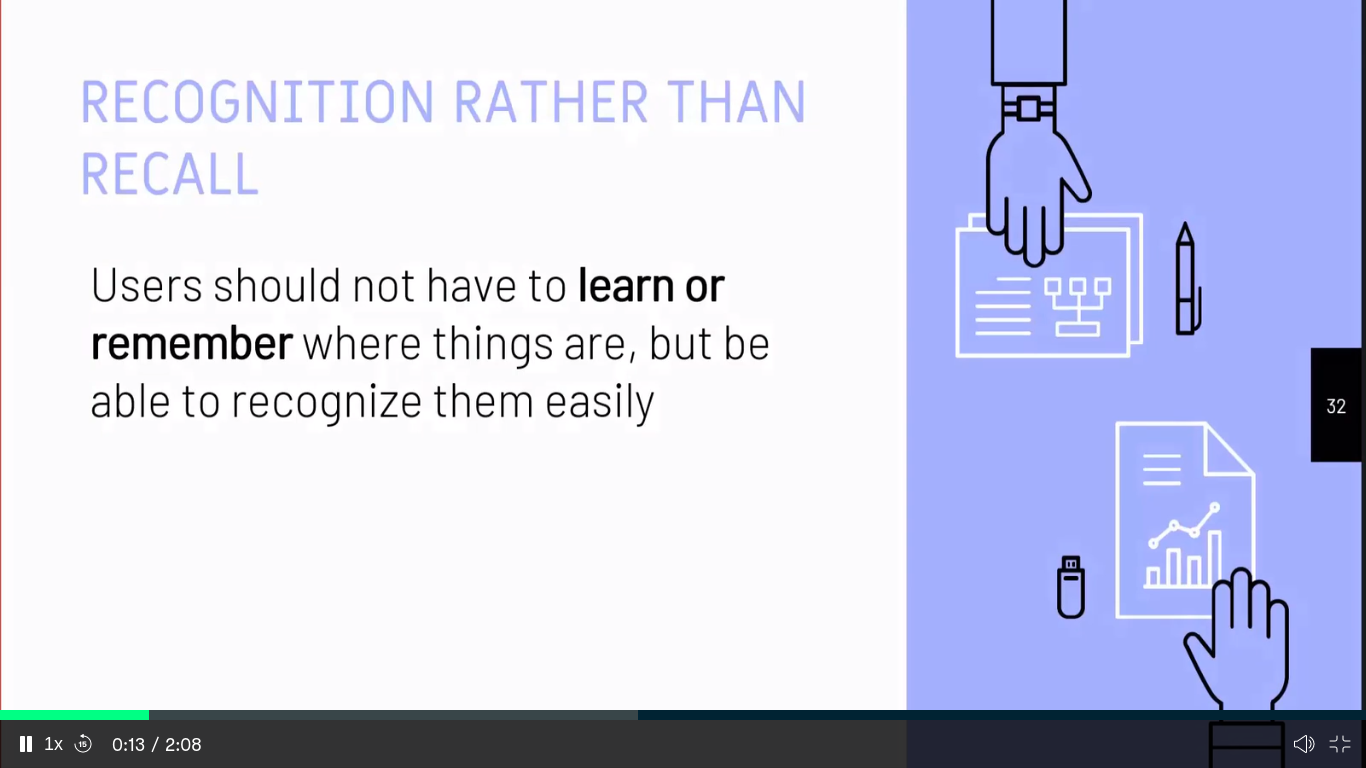 RECOGNITION RATHER THAN
RECALL
Users should not have to learn or
remember where things are, but be
able to recognize them easily
32
1x
15
0:13 / 2:08